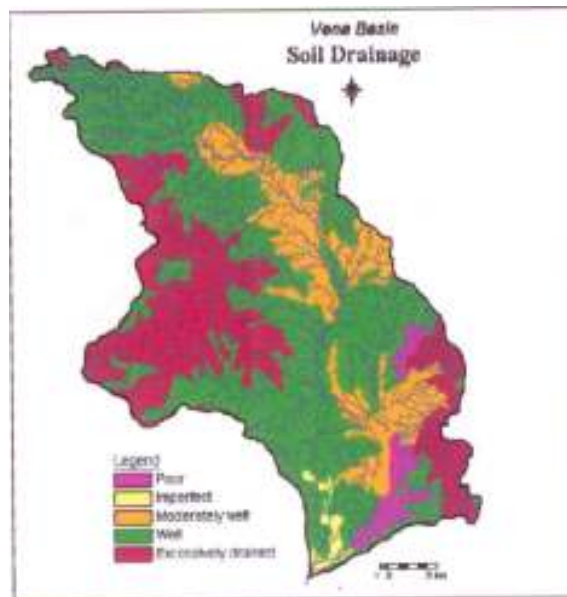 Vena Basin
Soil Drainage
Legend
Poor
Imperfect
Moderately well
Well
Excessively drained